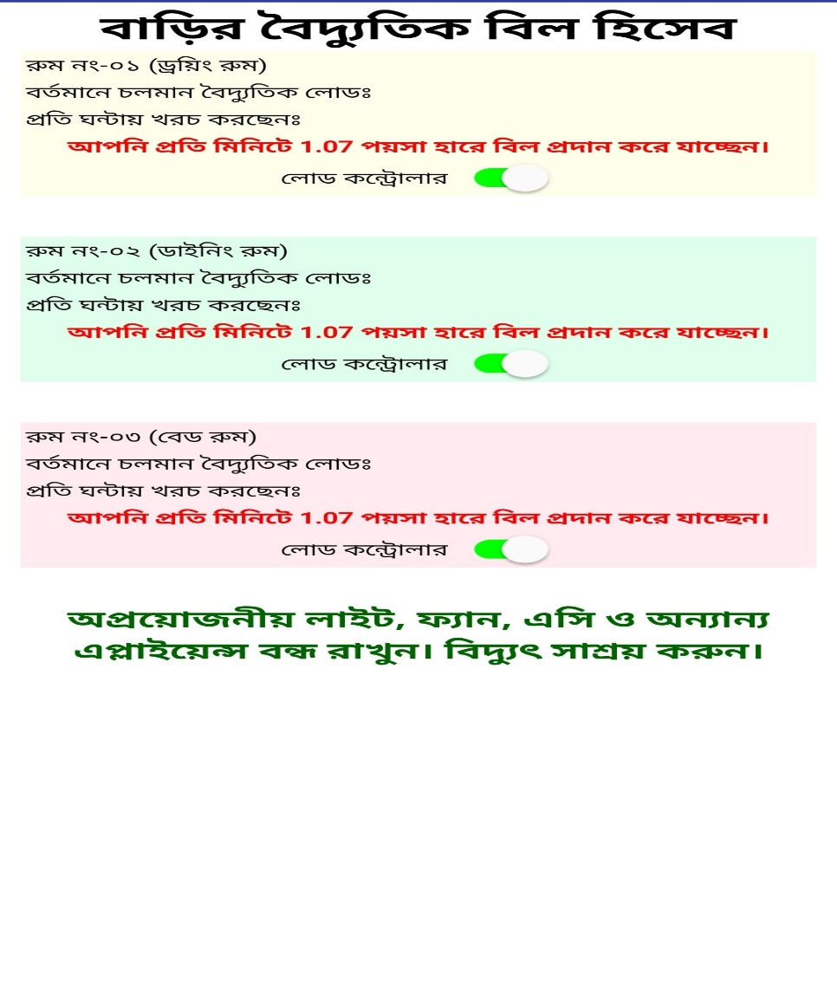 বাড়ির বৈদ্যুতিক বিল হিসেব
রুম নং-০১ (ড্রয়িং রুম)
বর্তমানে চলমান বৈদ্যুতিক লোডঃ
প্রতি ঘন্টায় খরচ করছেনঃ
আপনি প্রতি মিনিটে 1.07 পয়সা হারে বিল প্রদান করে যাচ্ছেন।
লোড কন্ট্রোলার
রুম নং-০২ (ডাইনিং রুম)
বর্তমানে চলমান বৈদ্যুতিক লোডঃ
প্রতি ঘন্টায় খরচ করছেনঃ
আপনি প্রতি মিনিটে 1.07 পয়সা হারে বিল প্রদান করে যাচ্ছেন।
লোড কন্ট্রোলার
রুম নং-০৩ (বেড রুম)
বর্তমানে চলমান বৈদ্যুতিক লোডঃ
প্রতি ঘন্টায় খরচ করছেনঃ
আপনি প্রতি মিনিটে 1.07 পয়সা হারে বিল প্রদান করে যাচ্ছেন।
লোড কন্ট্রোলার
অপ্রয়োজনীয় লাইট, ফ্যান, এসি ও অন্যান্য
এপ্লাইয়েন্স বন্ধ রাখুন। বিদ্যুৎ সাশ্রয় করুন।